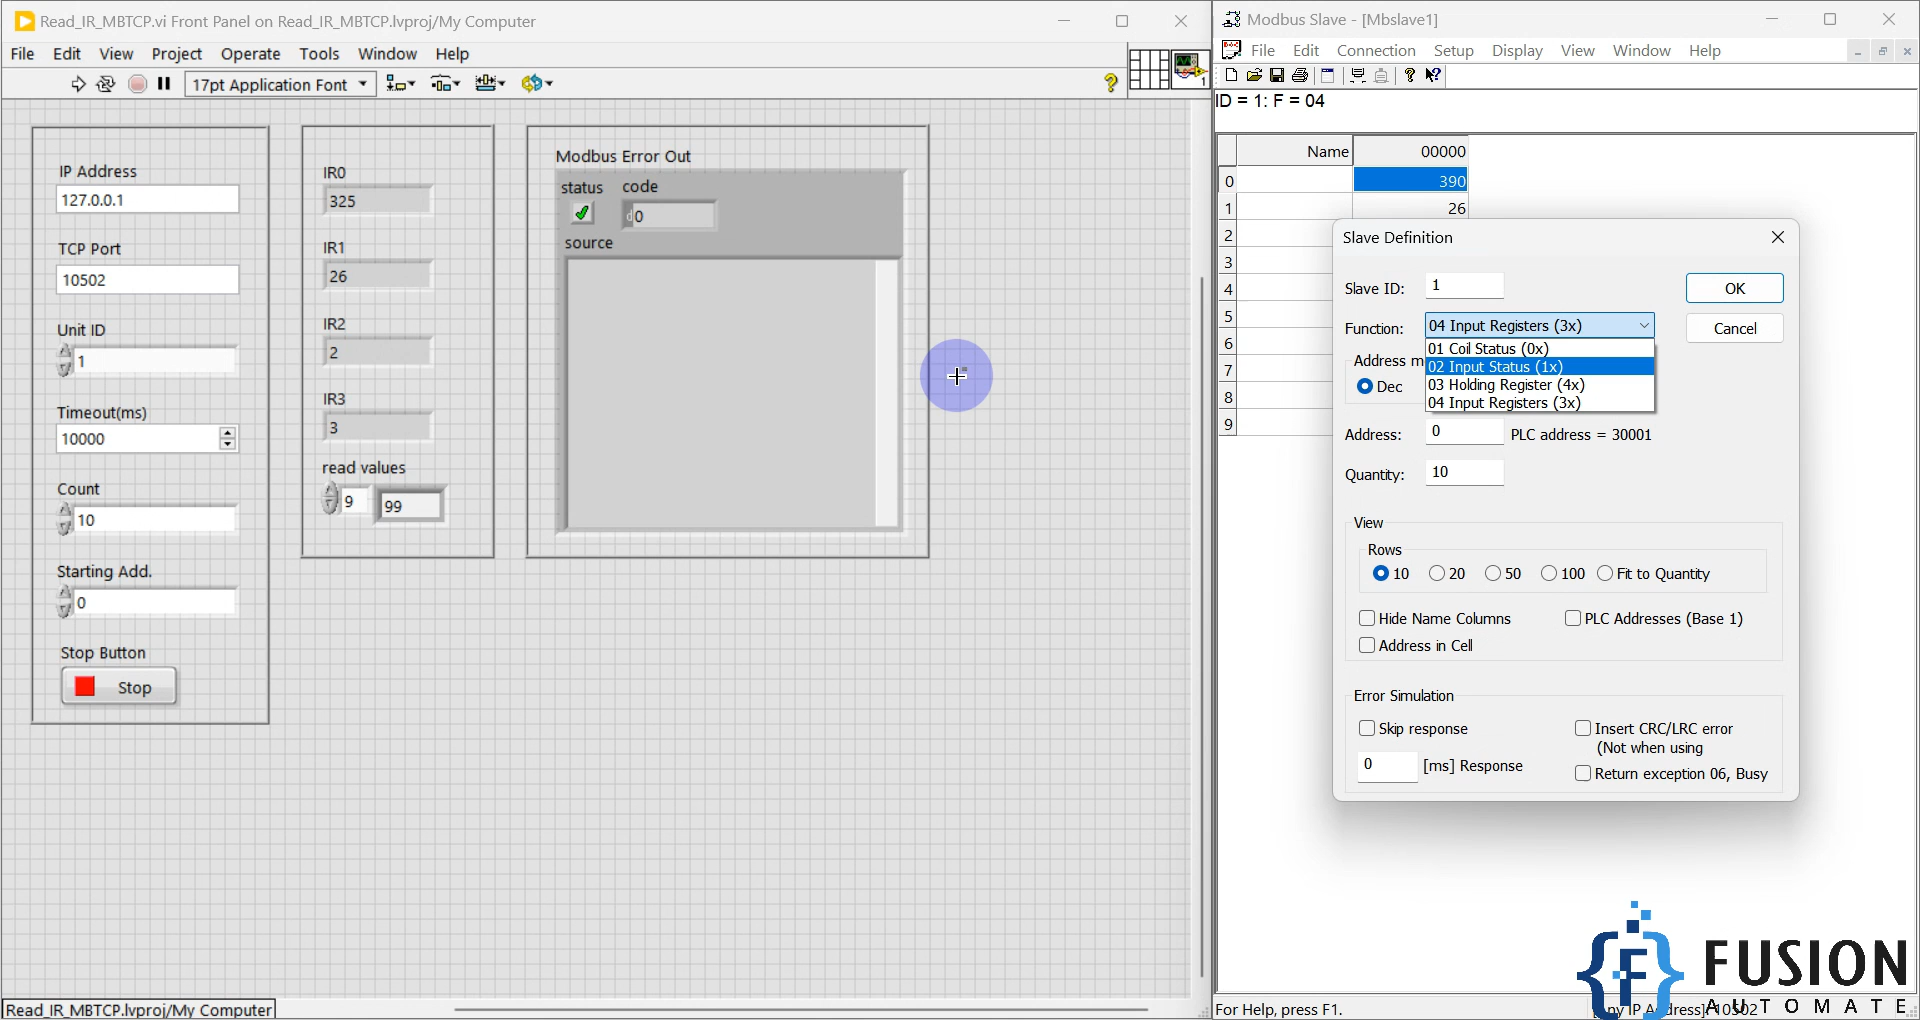 Read_IR_MBTCP.vi Front Panel on Read_IR_MBTCP.lvproj/My Computer
File Edit View Project Operate Tools Window Help
17pt Application Font
1
IP Address
127.0.0.1
TCP Port
10502
Unit ID
1
Timeout(ms)
10000
Count
10
Starting Add.
0
Stop Button
Stop
IR0
325
IR1
26
IR2
2
IR3
3
read values
9 99
Modbus Error Out
status code
d0
source
Read_IR_MBTCP.lvproj/My Computer
Modbus Slave - [Mbslave1]
File Edit Connection Setup Display View Window Help
ID = 1: F = 04
Name 00000
0 390
1 26
2
3
4
5
6
7
8
9
Slave Definition
Slave ID: 1
OK
Function: 04 Input Registers (3x)
Cancel
01 Coil Status (0x)
02 Input Status (1x)
03 Holding Register (4x)
04 Input Registers (3x)
Address m
Dec
Address: 0 PLC address = 30001
Quantity: 10
View
Rows
10 20 50 100 Fit to Quantity
Hide Name Columns PLC Addresses (Base 1)
Address in Cell
Error Simulation
Skip response Insert CRC/LRC error
(Not when using
0 [ms] Response Return exception 06, Busy
For Help, press F1.
10502
FUSION
AUTOMATE